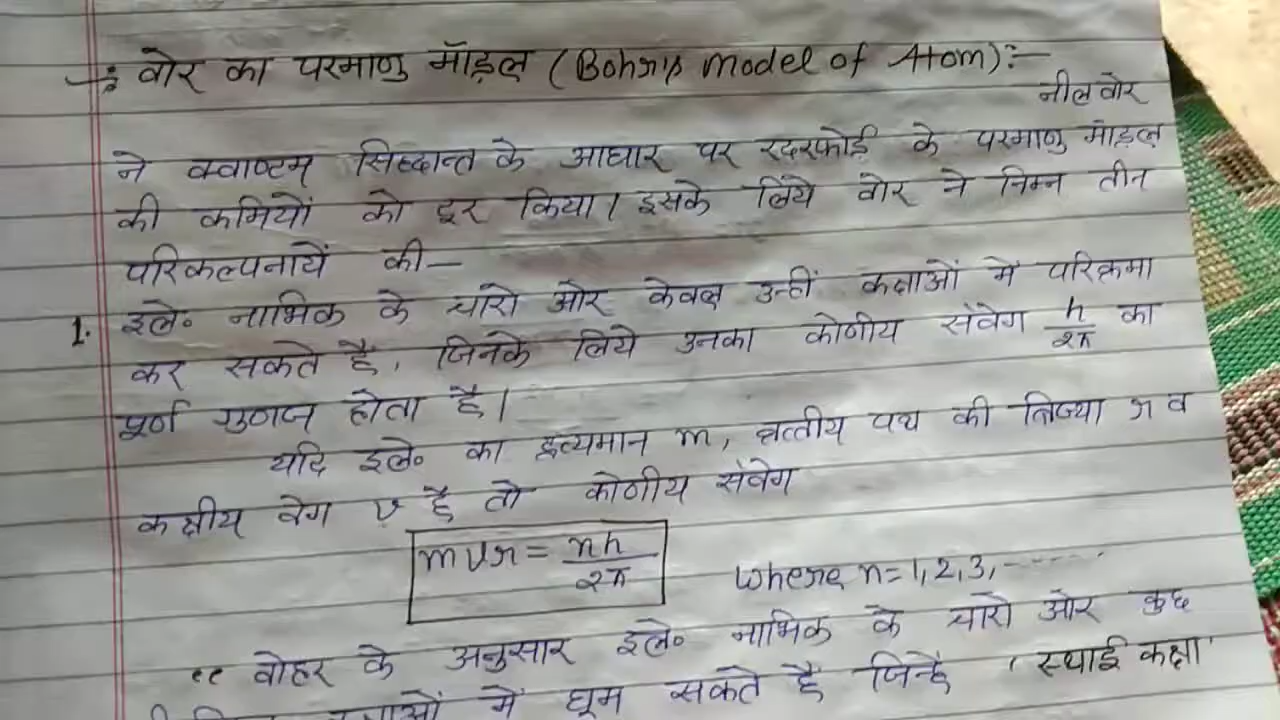 बोर का परमाणु मॉडल (Bohr's Model of Atom):—
नील बोर
ने क्वाण्टम सिद्धान्त के आधार पर रदरफोर्ड के परमाणु मॉडल
की कमियों को दूर किया। इसके लिये बोर ने निम्न तीन
परिकल्पनायें की—
1. इले० नाभिक के चारो ओर केवल उन्हीं कक्षाओं में परिक्रमा
कर सकते है, जिनके लिये उनका कोणीय संवेग h/2π का
पूर्ण गुणज होता है।
यदि इले० का द्रव्यमान m, वृत्तीय पथ की त्रिज्या r व
कक्षीय वेग v है तो कोणीय संवेग
mvr = nh/2π where n=1,2,3,------
" बोहर के अनुसार इले० नाभिक के चारो ओर कुछ
में घूम सकते है जिन्हें 'स्थाई कक्षा'